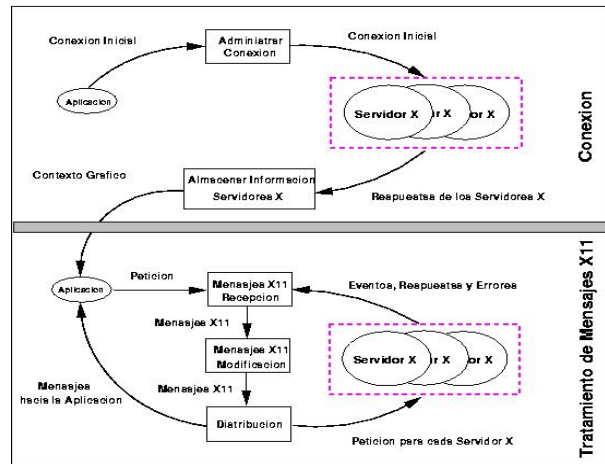 Conexion Inicial
Administrar
Conexion
Conexion Inicial
Aplicacion
Servidor X
or X
or X
Conexion
Contexto Grafico
Almacenar Informacion
Servidores X
Respuestas de los Servidores X
Aplicacion
Peticion
Mensajes X11
Recepcion
Eventos, Respuestas y Errores
Mensajes X11
Mensajes X11
Modificacion
Servidor X
or X
or X
Mensajes X11
Mensajes
hacia la Aplicacion
Distribucion
Peticion para cada Servidor X
Tratamiento de Mensajes X11